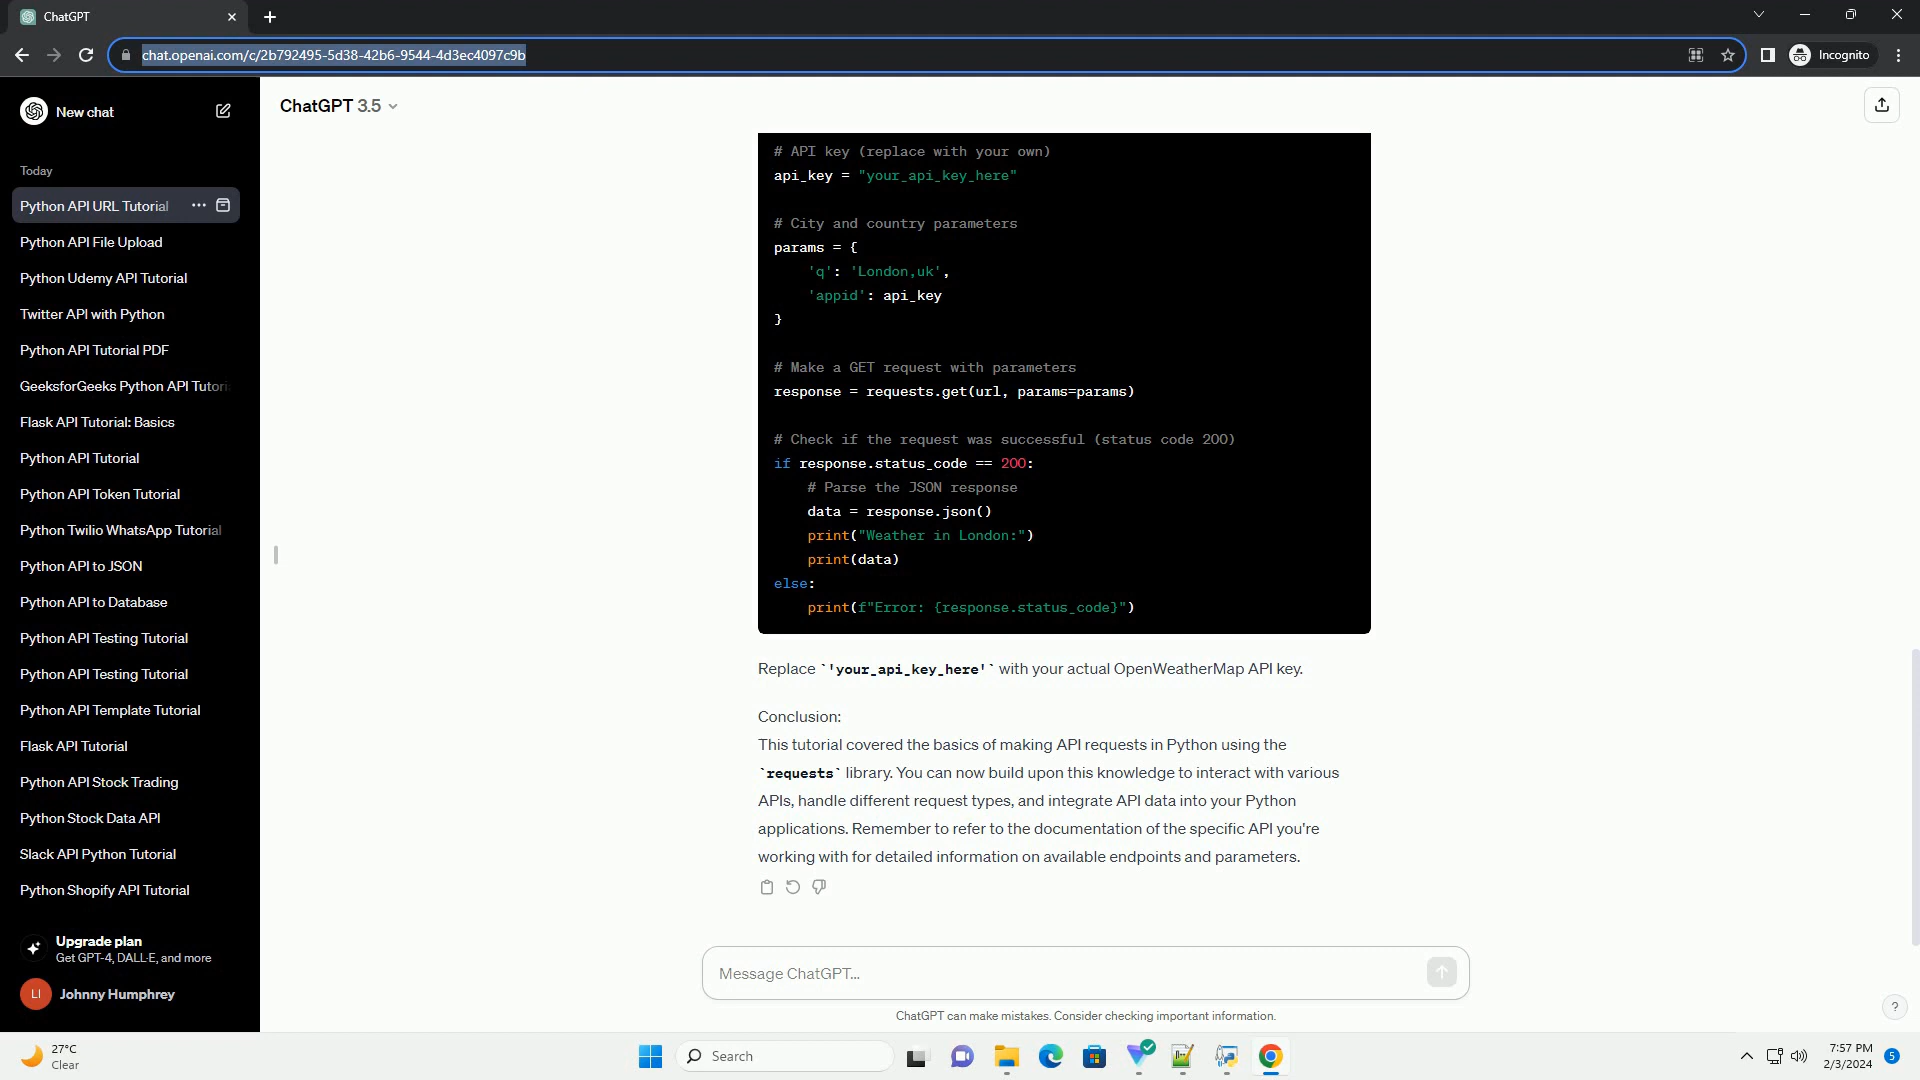 ChatGPT
chat.openai.com/c/2b792495-5d38-42b6-9544-4d3ec4097c9b
Incognito
New chat
Today
Python API URL Tutorial
Python API File Upload
Python Udemy API Tutorial
Twitter API with Python
Python API Tutorial PDF
GeeksforGeeks Python API Tutori
Flask API Tutorial: Basics
Python API Tutorial
Python API Token Tutorial
Python Twilio WhatsApp Tutorial
Python API to JSON
Python API to Database
Python API Testing Tutorial
Python API Testing Tutorial
Python API Template Tutorial
Flask API Tutorial
Python API Stock Trading
Python Stock Data API
Slack API Python Tutorial
Python Shopify API Tutorial
Upgrade plan
Get GPT-4, DALL·E, and more
LI
Johnny Humphrey
ChatGPT 3.5
# API key (replace with your own)
api_key = "your_api_key_here"
# City and country parameters
params = {
'q': 'London,uk',
'appid': api_key
}
# Make a GET request with parameters
response = requests.get(url, params=params)
# Check if the request was successful (status code 200)
if response.status_code == 200:
# Parse the JSON response
data = response.json()
print("Weather in London:")
print(data)
else:
print(f"Error: {response.status_code}")
Replace `'your_api_key_here'` with your actual OpenWeatherMap API key.
Conclusion:
This tutorial covered the basics of making API requests in Python using the
`requests` library. You can now build upon this knowledge to interact with various
APIs, handle different request types, and integrate API data into your Python
applications. Remember to refer to the documentation of the specific API you're
working with for detailed information on available endpoints and parameters.
Message ChatGPT...
ChatGPT can make mistakes. Consider checking important information.
?
27°C
Clear
Search
7:57 PM
2/3/2024
5